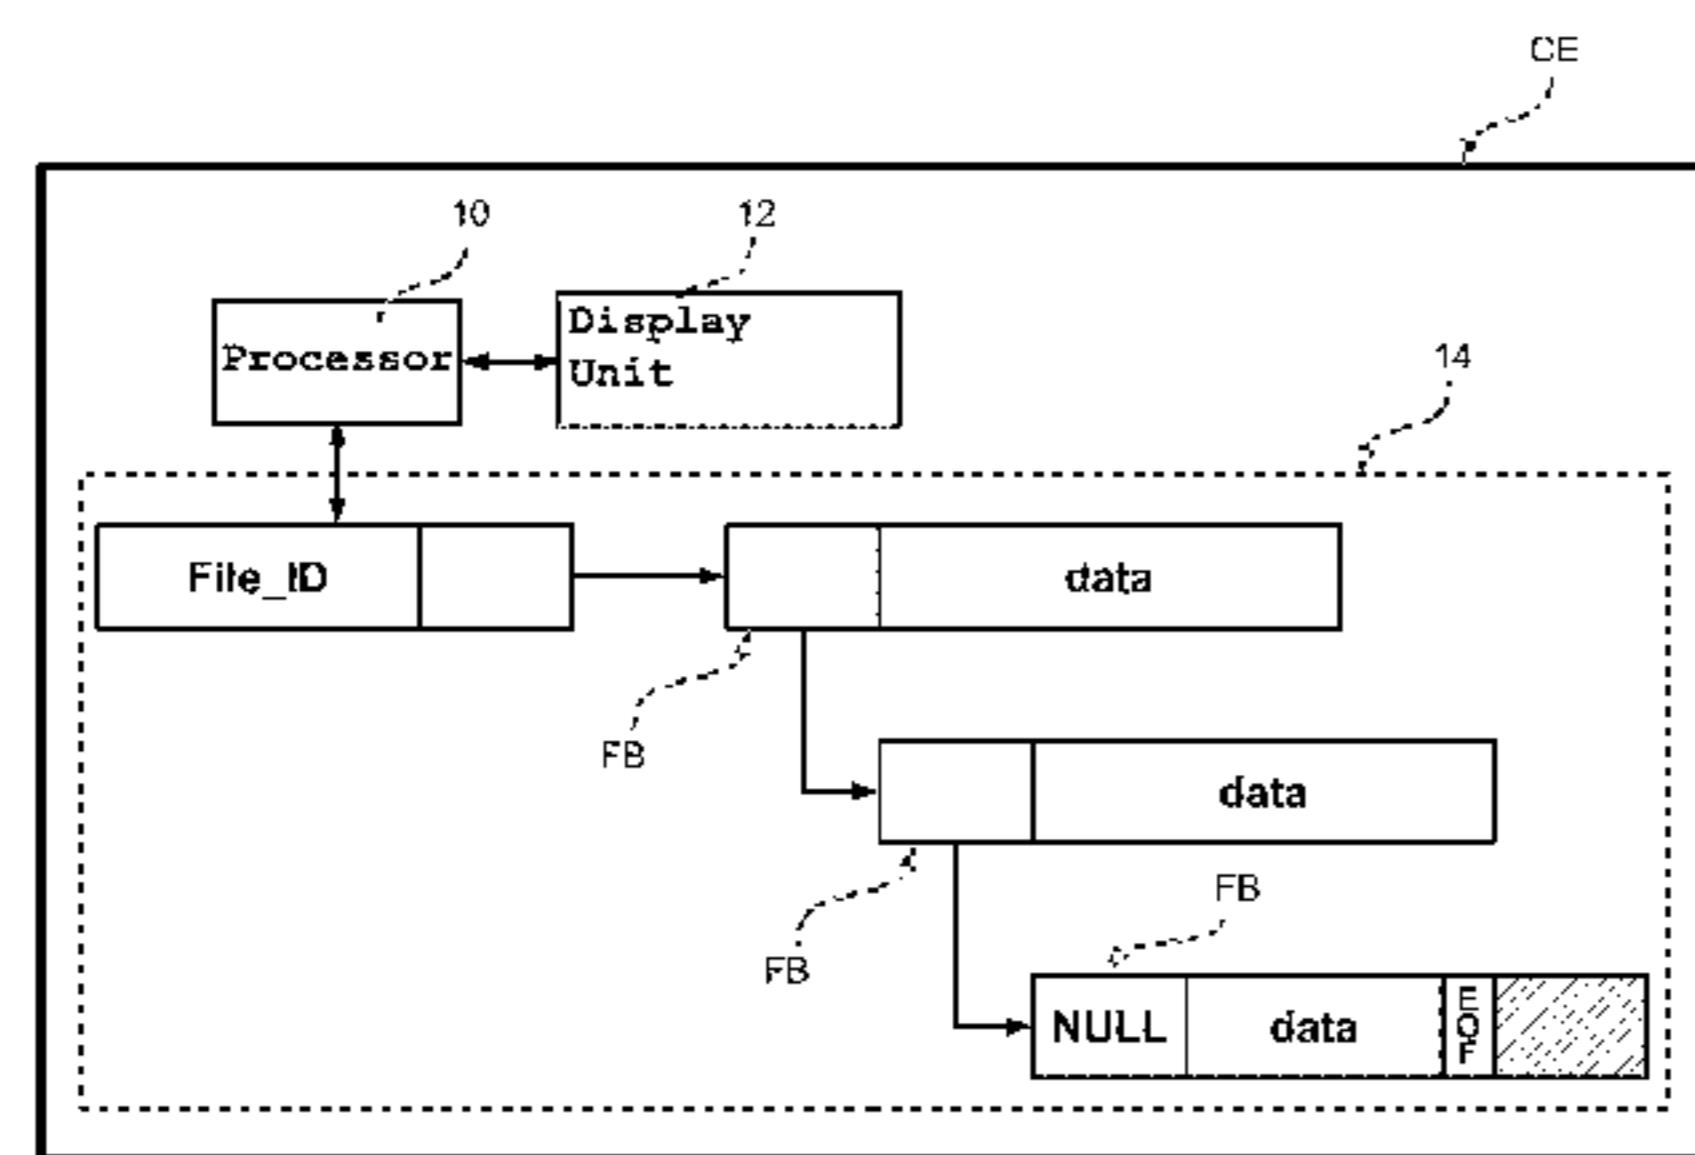 CE
10
12
Processor
Display
Unit
14
File_ID
data
FB
data
FB
FB
NULL
data
EOF